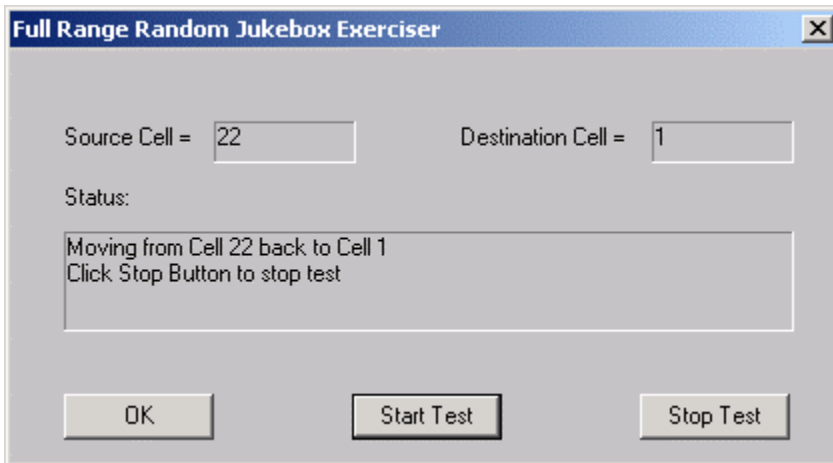 Full Range Random Jukebox Exerciser
Source Cell = 22 Destination Cell = 1
Status:
Moving from Cell 22 back to Cell 1
Click Stop Button to stop test
OK Start Test Stop Test